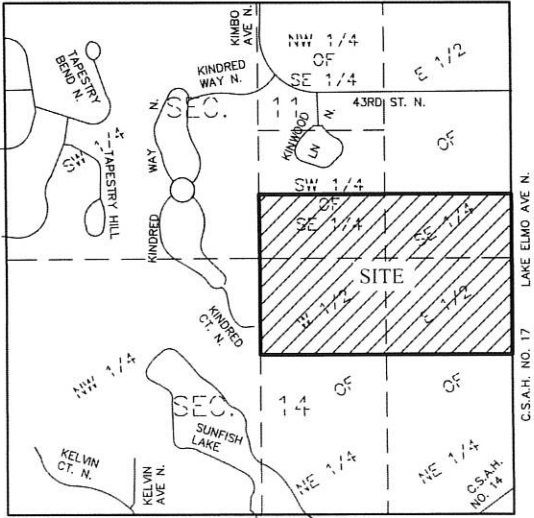 KIMBO
AVE N.
NW 1/4
OF
SE 1/4
E 1/2
TAPESTRY
BEND N.
KINDRED
WAY N.
SEC. 11
43RD ST. N.
KINWOOD
LN
N.
OF
SW 1/4
TAPESTRY HILL
KINDRED WAY N.
SW 1/4
OF
SE 1/4
SE 1/4
SITE
LAKE ELMO AVE N.
C.S.A.H. NO. 17
W 1/2
E 1/2
KINDRED
CT. N.
NW 1/4
SEC. 14
OF
OF
SUNFISH
LAKE
NE 1/4
NE 1/4
KELVIN
CT. N.
KELVIN
AVE N.
C.S.A.H.
NO. 14